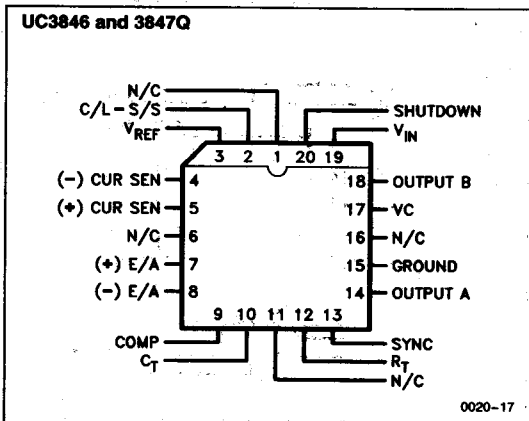 UC3846 and 3847Q
N/C
C/L-S/S
VREF
SHUTDOWN
VIN
3 2 1 20 19
(-) CUR SEN 4
(+) CUR SEN 5
N/C 6
(+) E/A 7
(-) E/A 8
18 OUTPUT B
17 VC
16 N/C
15 GROUND
14 OUTPUT A
9 10 11 12 13
COMP
CT
SYNC
RT
N/C
0020-17